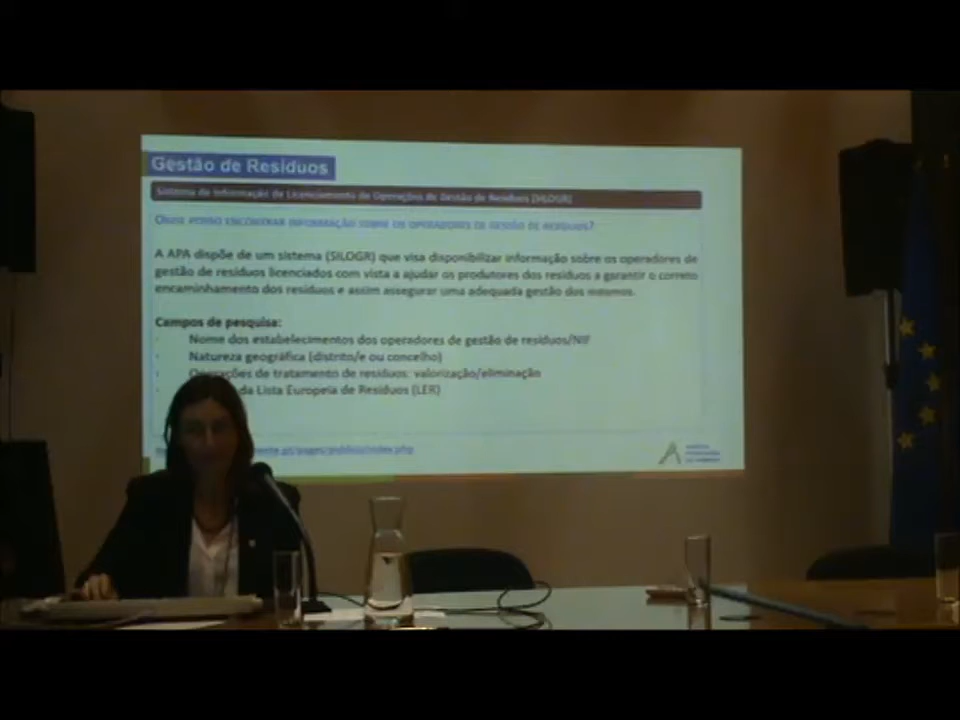 Gestão de Resíduos
Sistema de Informação de Licenciamento de Operações de Gestão de Resíduos (SILOGR)
ONDE POSSO ENCONTRAR INFORMAÇÃO SOBRE OS OPERADORES DE GESTÃO DE RESÍDUOS?
A APA dispõe de um sistema (SILOGR) que visa disponibilizar informação sobre os operadores de
gestão de resíduos licenciados com vista a ajudar os produtores dos resíduos a garantir o correto
encaminhamento dos resíduos e assim assegurar uma adequada gestão dos mesmos.
Campos de pesquisa:
Nome dos estabelecimentos dos operadores de gestão de resíduos/NIF
Natureza geográfica (distrito/e ou concelho)
Operações de tratamento de resíduos: valorização/eliminação
da Lista Europeia de Resíduos (LER)